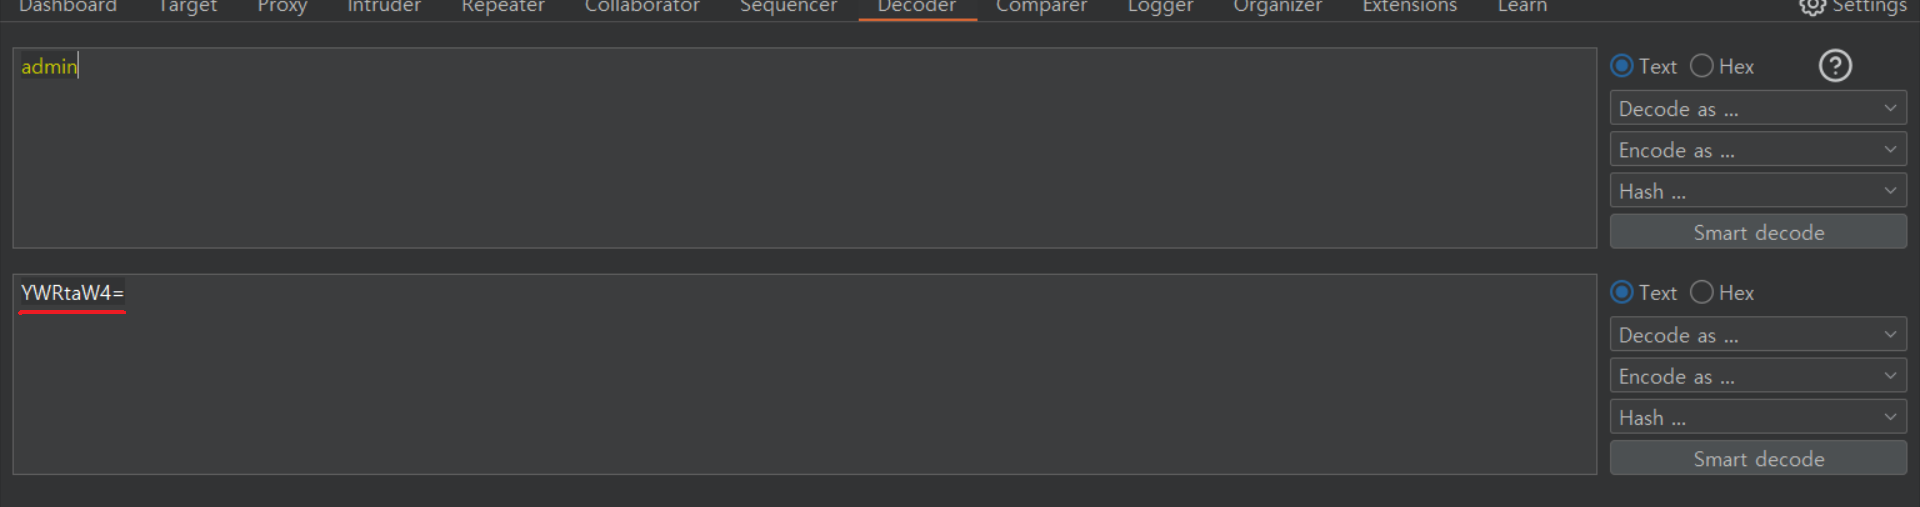 Dashboard Target Proxy Intruder Repeater Collaborator Sequencer Decoder Comparer Logger Organizer Extensions Learn Settings
admin
Text Hex ?
Decode as ...
Encode as ...
Hash ...
Smart decode
YWRtaW4=
Text Hex
Decode as ...
Encode as ...
Hash ...
Smart decode